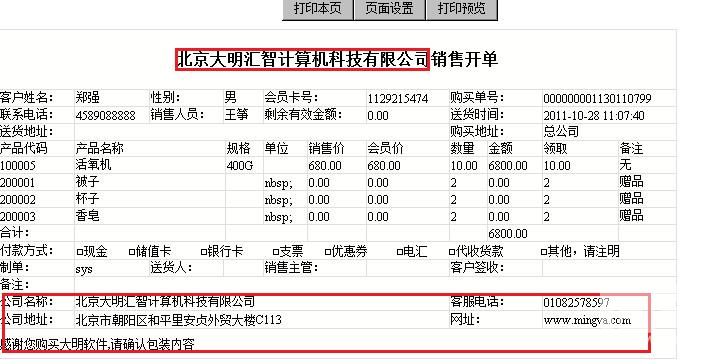 打印本页 页面设置 打印预览
北京大明汇智计算机科技有限公司销售开单
客户姓名： 郑强 性别： 男 会员卡号： 1129215474 购买单号： 000000001130110799
联系电话： 4589088888 销售人员： 王筝 剩余有效金额： 0.00 送货时间： 2011-10-28 11:07:40
送货地址： 购买地址： 总公司
产品代码 产品名称 规格 单位 销售价 会员价 数量 金额 领取 备注
100005 活氧机 400G 680.00 680.00 10.00 6800.00 10.00 无
200001 被子 nbsp; 0.00 0.00 2 0.00 2 赠品
200002 杯子 nbsp; 0.00 0.00 2 0.00 2 赠品
200003 香皂 nbsp; 0.00 0.00 2 0.00 2 赠品
合计： 6800.00
付款方式： □现金 □储值卡 □银行卡 □支票 □优惠券 □电汇 □代收货款 □其他，请注明
制单： sys 送货人： 销售主管： 客户签收：
备注：
公司名称： 北京大明汇智计算机科技有限公司 客服电话： 01082578597
公司地址： 北京市朝阳区和平里安贞外贸大楼C113 网址： www.mingya.com
感谢您购买大明软件,请确认包装内容